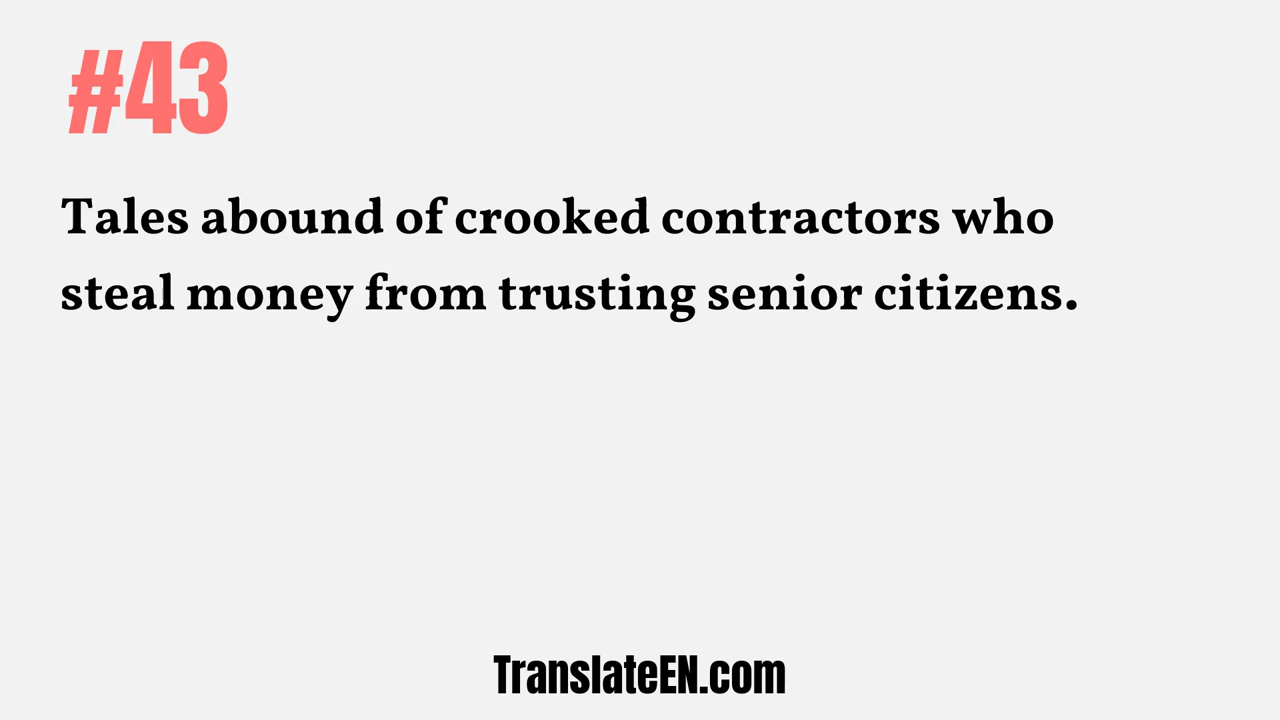 #43
Tales abound of crooked contractors who
steal money from trusting senior citizens.
TranslateEN.com